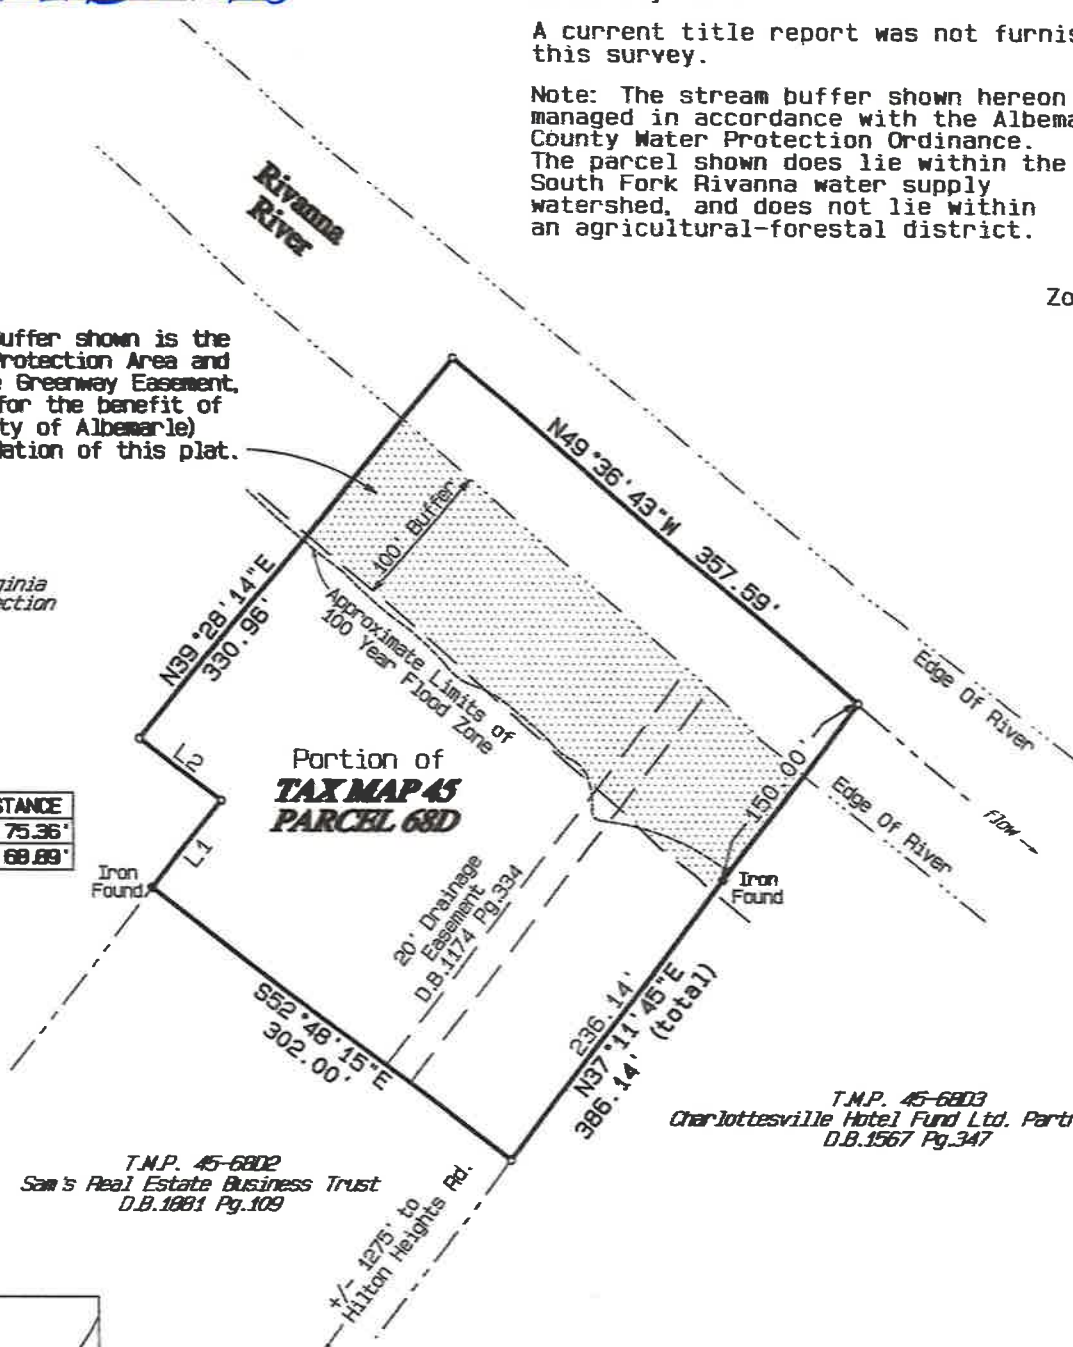 A current title report was not furnis
this survey.
Note: The stream buffer shown hereon
managed in accordance with the Albema
County Water Protection Ordinance.
The parcel shown does lie within the
South Fork Rivanna water supply
watershed, and does not lie within
an agricultural-forestal district.
Zo
Rivanna
River
uffer shown is the
Protection Area and
e Greenway Easement,
for the benefit of
ty of Albemarle)
dation of this plat.
N49°36'43"W 357.59'
100' Buffer
ginia
ection
N39°28'14"E
330.96'
Approximate Limits of
100 Year Flood Zone
Edge Of River
L2
Portion of
TAX MAP 45
PARCEL 68D
150.00'
Edge Of River
flow
STANCE
75.36'
L1
Iron
Found
Iron
Found
20' Drainage
Easement
D.B.1174 Pg.334
S52°48'15"E
302.00'
236.14'
N37°11'45"E
386.14' (total)
T.M.P. 45-68D3
Charlottesville Hotel Fund Ltd. Part
D.B.1567 Pg.347
T.M.P. 45-68D2
Sam's Real Estate Business Trust
D.B.1881 Pg.109
+/- 1275' to
Hilton Heights Rd.